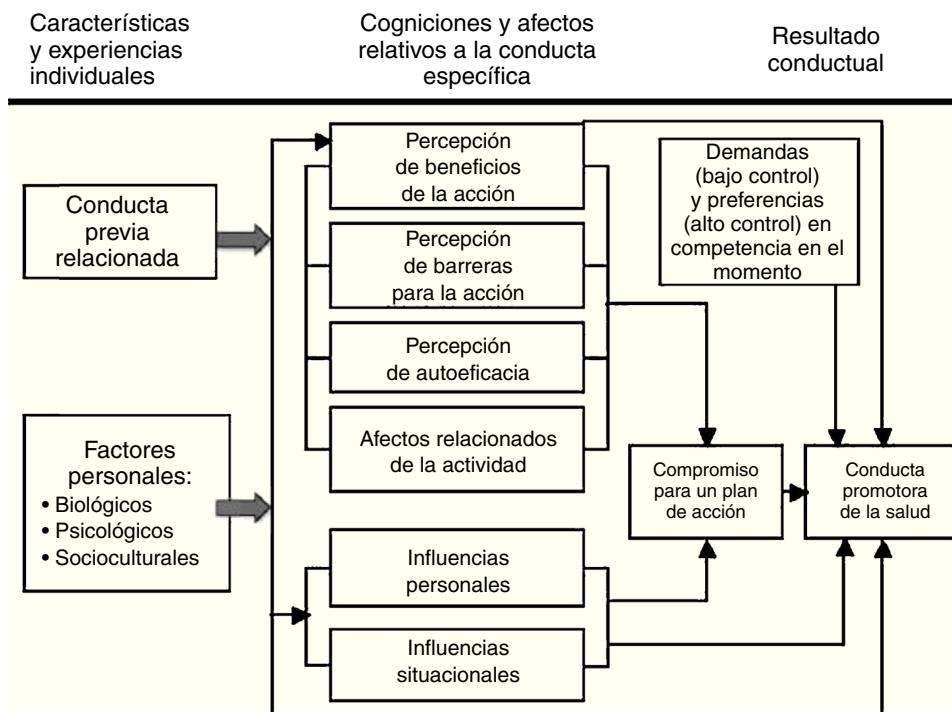 Características
y experiencias
individuales
Cogniciones y afectos
relativos a la conducta
específica
Resultado
conductual
Conducta
previa
relacionada
Factores
personales:
• Biológicos
• Psicológicos
• Socioculturales
Percepción
de beneficios
de la acción
Percepción
de barreras
para la acción
Percepción
de autoeficacia
Afectos relacionados
de la actividad
Influencias
personales
Influencias
situacionales
Demandas
(bajo control)
y preferencias
(alto control) en
competencia en el
momento
Compromiso
para un plan
de acción
Conducta
promotora
de la salud